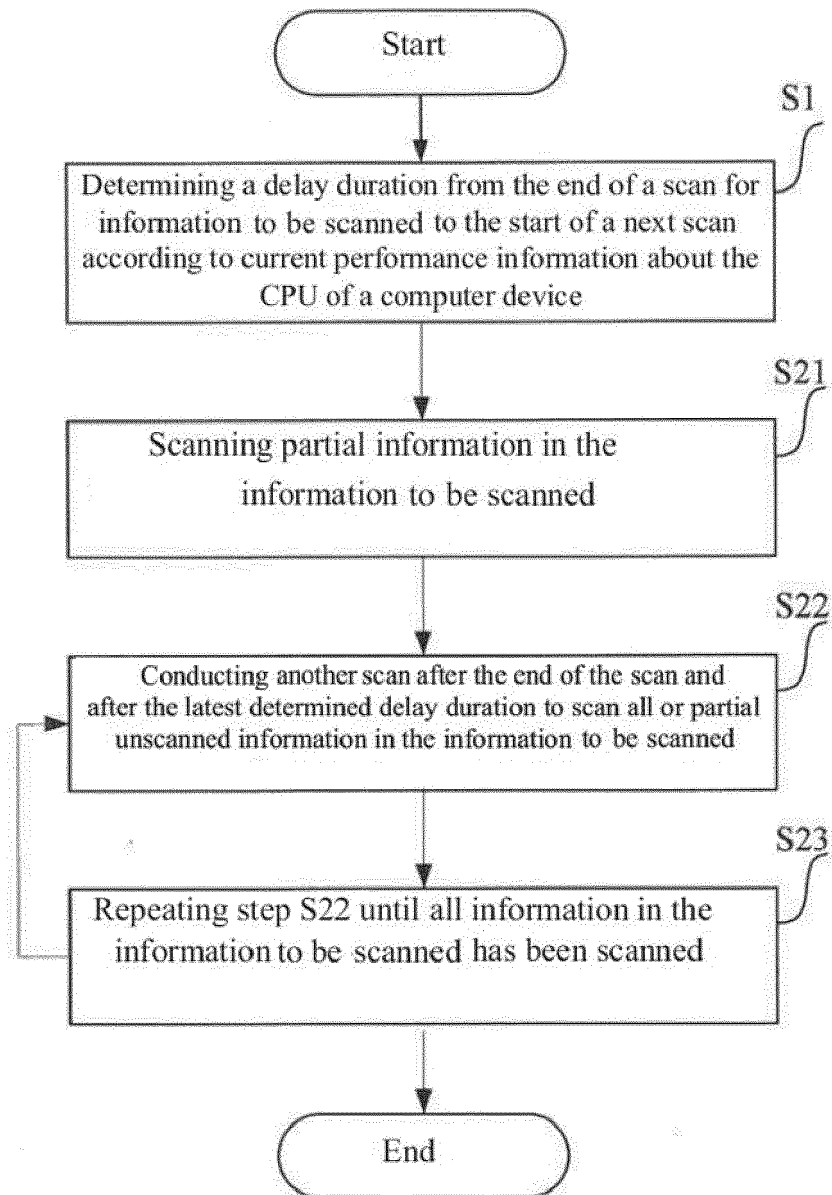 Start
S1
Determining a delay duration from the end of a scan for
information to be scanned to the start of a next scan
according to current performance information about the
CPU of a computer device
S21
Scanning partial information in the
information to be scanned
S22
Conducting another scan after the end of the scan and
after the latest determined delay duration to scan all or partial
unscanned information in the information to be scanned
S23
Repeating step S22 until all information in the
information to be scanned has been scanned
End